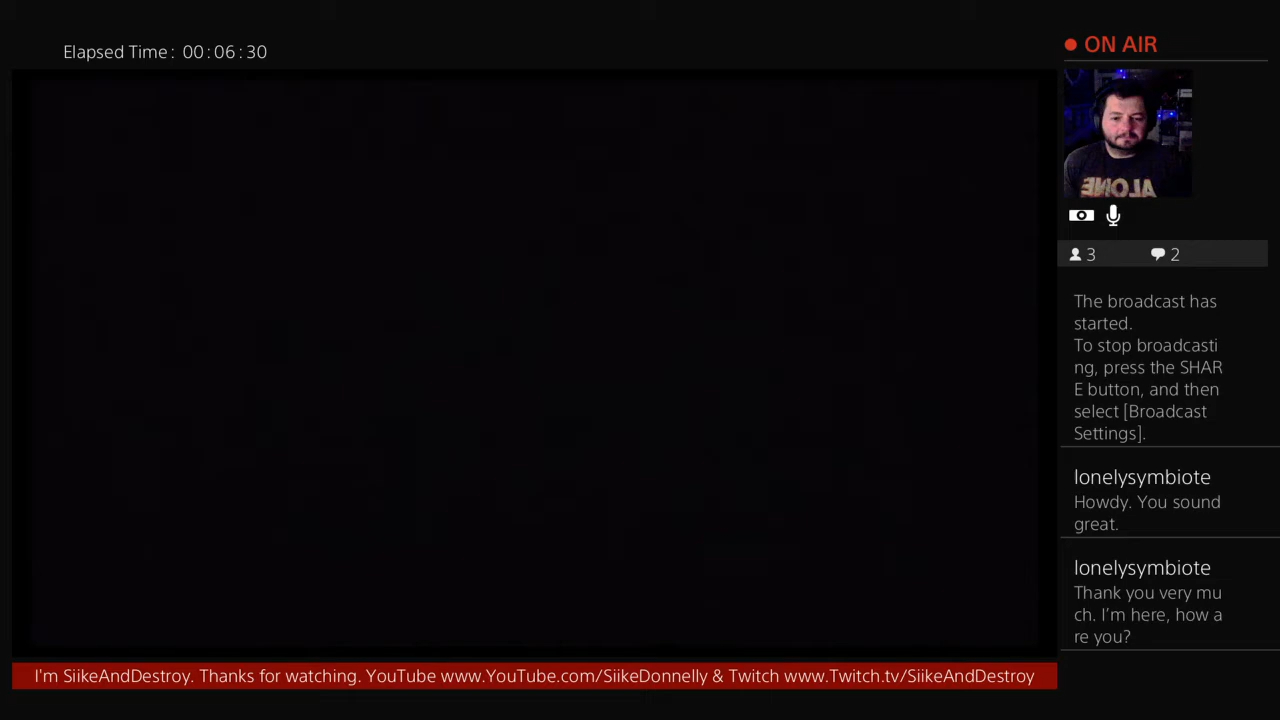 Elapsed Time: 00:06:30
ON AIR
ALONE
3 2
The broadcast has
started.
To stop broadcasti
ng, press the SHAR
E button, and then
select [Broadcast
Settings].
lonelysymbiote
Howdy. You sound
great.
lonelysymbiote
Thank you very mu
ch. I'm here, how a
re you?
I'm SiikeAndDestroy. Thanks for watching. YouTube www.YouTube.com/SiikeDonnelly & Twitch www.Twitch.tv/SiikeAndDestroy